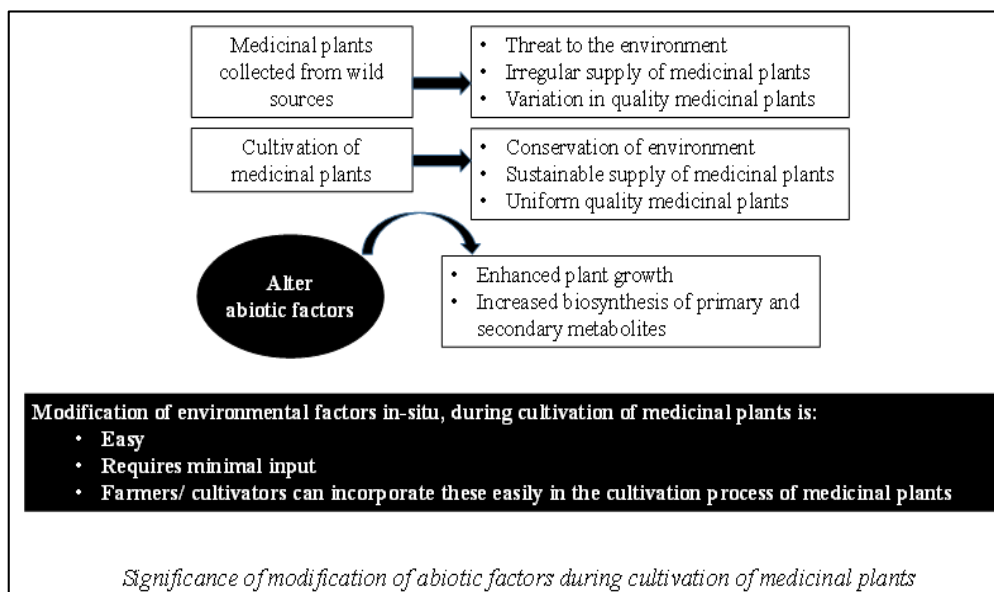 Medicinal plants
collected from wild
sources
• Threat to the environment
• Irregular supply of medicinal plants
• Variation in quality medicinal plants
Cultivation of
medicinal plants
• Conservation of environment
• Sustainable supply of medicinal plants
• Uniform quality medicinal plants
Alter
abiotic factors
• Enhanced plant growth
• Increased biosynthesis of primary and
secondary metabolites
Modification of environmental factors in-situ, during cultivation of medicinal plants is:
• Easy
• Requires minimal input
• Farmers/ cultivators can incorporate these easily in the cultivation process of medicinal plants
Significance of modification of abiotic factors during cultivation of medicinal plants